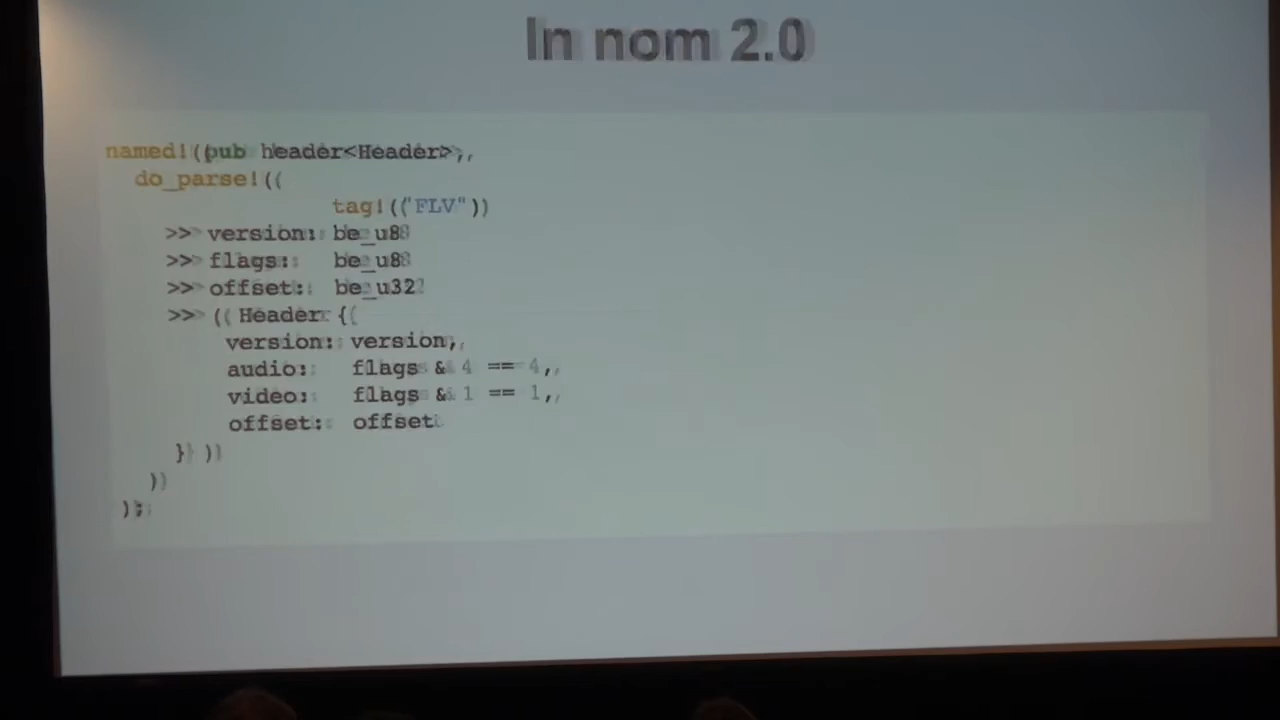 In nom 2.0
named!(pub header<Header>,
do_parse!(
tag!("FLV")
>> version: be_u8
>> flags: be_u8
>> offset: be_u32
>> ( Header {
version: version,
audio: flags & 4 == 4,
video: flags & 1 == 1,
offset: offset
} )
)
);